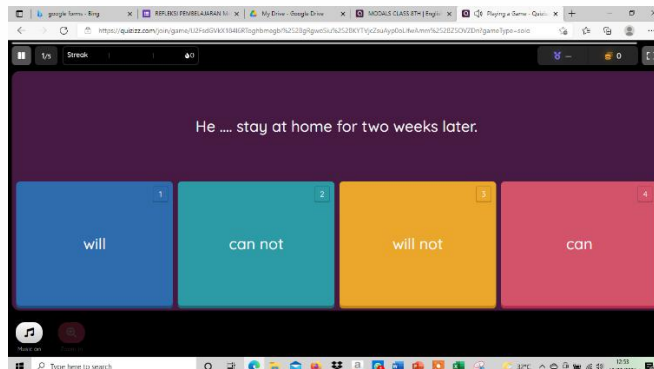 google forms - Bing
REFLEKSI PEMBELAJARAN
My Drive - Google Drive
MODALS CLASS 8TH | English
Playing a Game - Quizizz
1/5
Streak
0
0
He .... stay at home for two weeks later.
1
2
3
4
will
can not
will not
can
Music on
Type here to search
12:53